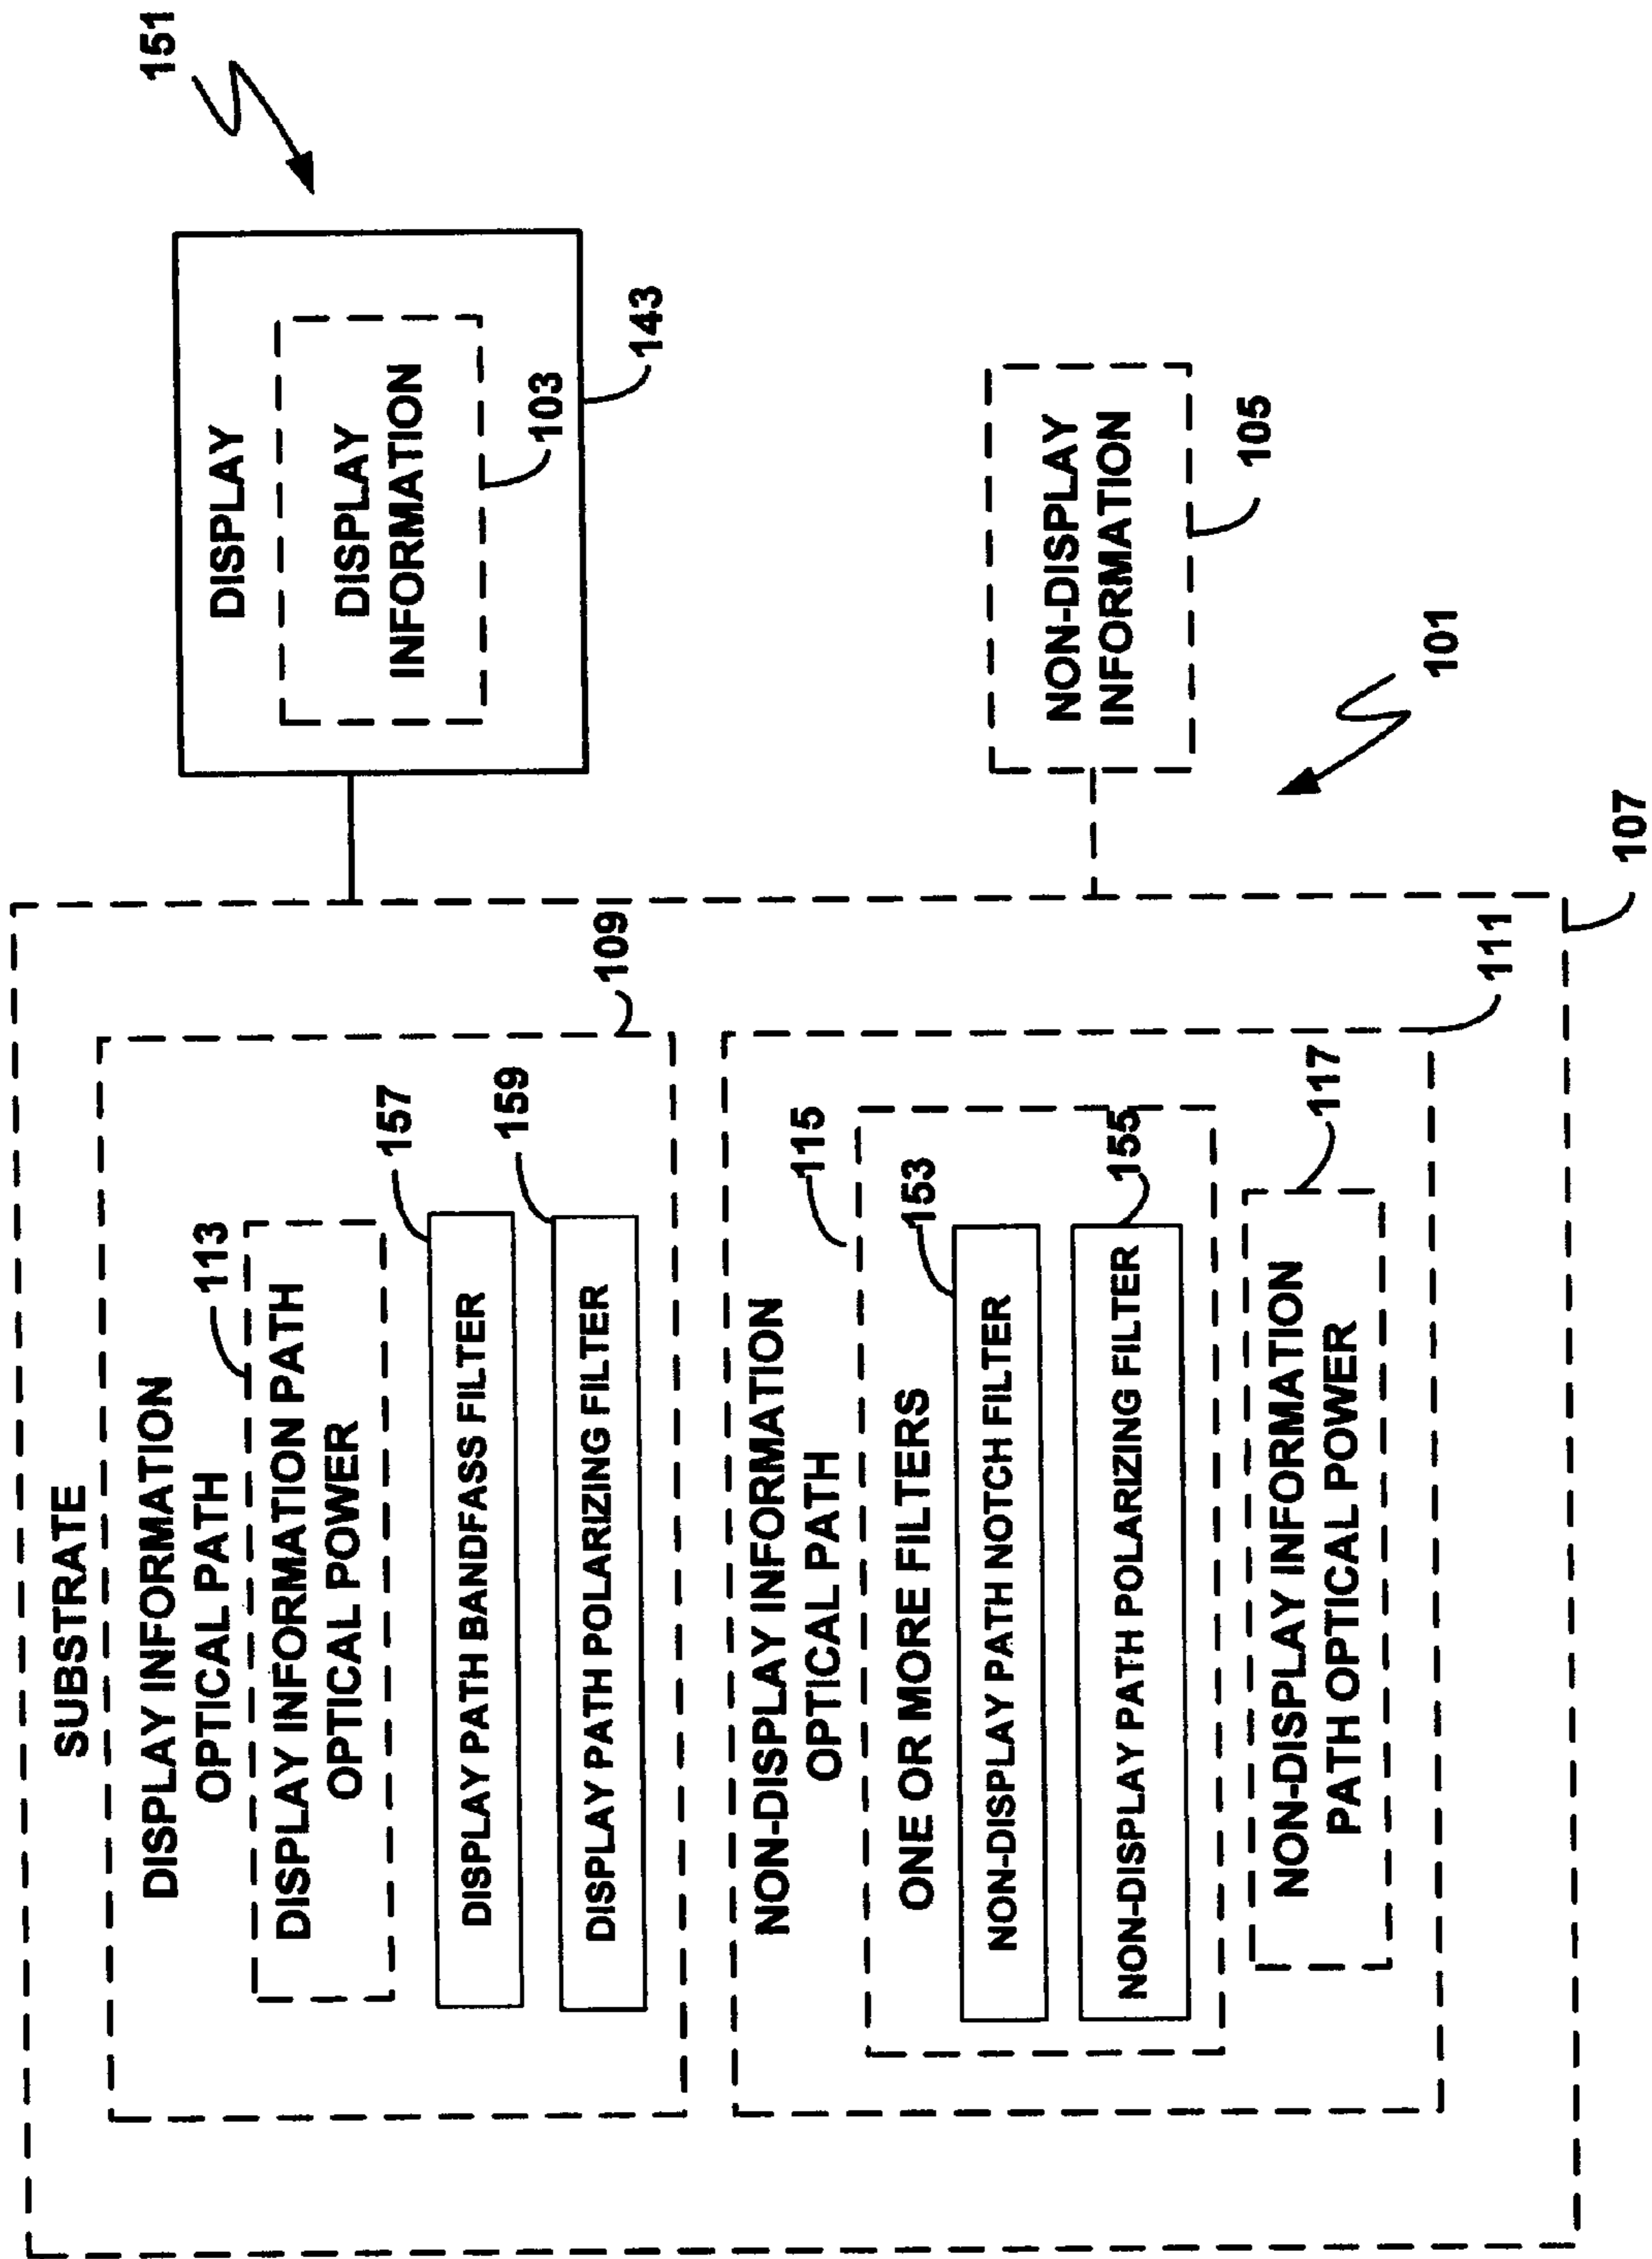 SUBSTRATE
DISPLAY INFORMATION
OPTICAL PATH
113
DISPLAY INFORMATION PATH
OPTICAL POWER
157
DISPLAY PATH BANDFASS FILTER
159
DISPLAY PATH POLARIZING FILTER
109
NON-DISPLAY INFORMATION
OPTICAL PATH
115
ONE OR MORE FILTERS
153
NON-DISPLAY PATH NOTCH FILTER
155
NON-DISPLAY PATH POLARIZING FILTER
117
NON-DISPLAY INFORMATION
PATH OPTICAL POWER
111
107
151
DISPLAY
DISPLAY
INFORMATION
103
143
NON-DISPLAY
INFORMATION
105
101